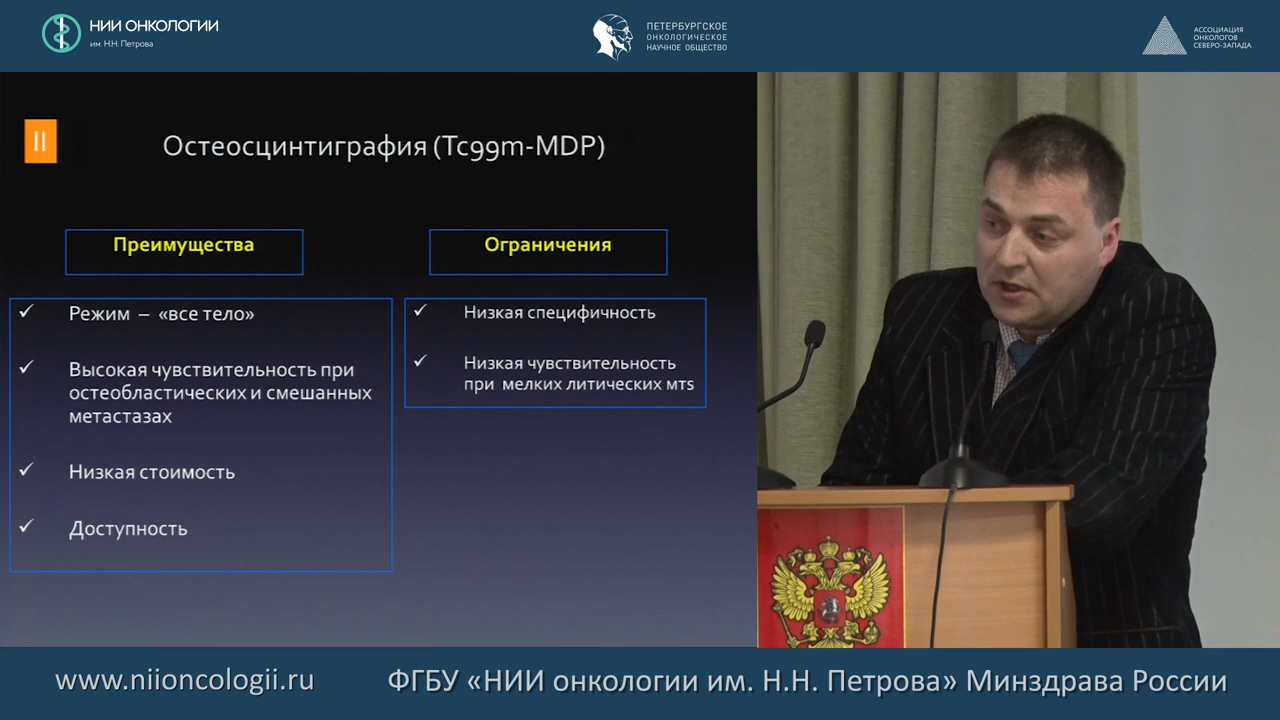 НИИ ОНКОЛОГИИ
им. Н.Н. Петрова
ПЕТЕРБУРГСКОЕ
ОНКОЛОГИЧЕСКОЕ
НАУЧНОЕ ОБЩЕСТВО
АССОЦИАЦИЯ
ОНКОЛОГОВ
СЕВЕРО-ЗАПАДА
II
Остеосцинтиграфия (Tc99m-MDP)
Преимущества
Режим – «все тело»
Высокая чувствительность при
остеобластических и смешанных
метастазах
Низкая стоимость
Доступность
Ограничения
Низкая специфичность
Низкая чувствительность
при мелких литических мтs
www.niioncologii.ru
ФГБУ «НИИ онкологии им. Н.Н. Петрова» Минздрава России